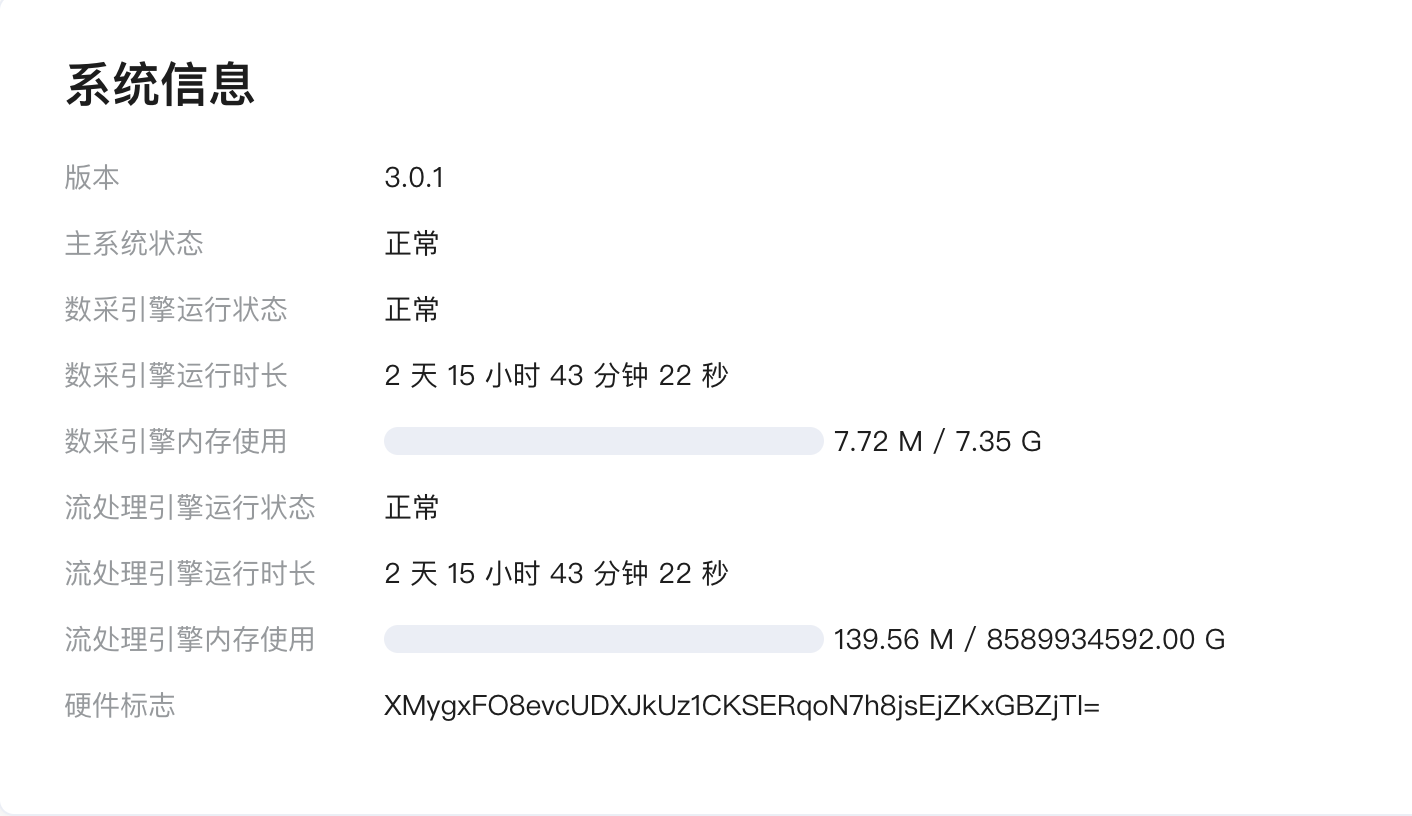 系统信息
版本 3.0.1
主系统状态 正常
数采引擎运行状态 正常
数采引擎运行时长 2 天 15 小时 43 分钟 22 秒
数采引擎内存使用 7.72 M / 7.35 G
流处理引擎运行状态 正常
流处理引擎运行时长 2 天 15 小时 43 分钟 22 秒
流处理引擎内存使用 139.56 M / 8589934592.00 G
硬件标志 XMygxFO8evcUDXJkUz1CKSERqoN7h8jsEjZKxGBZjTI=